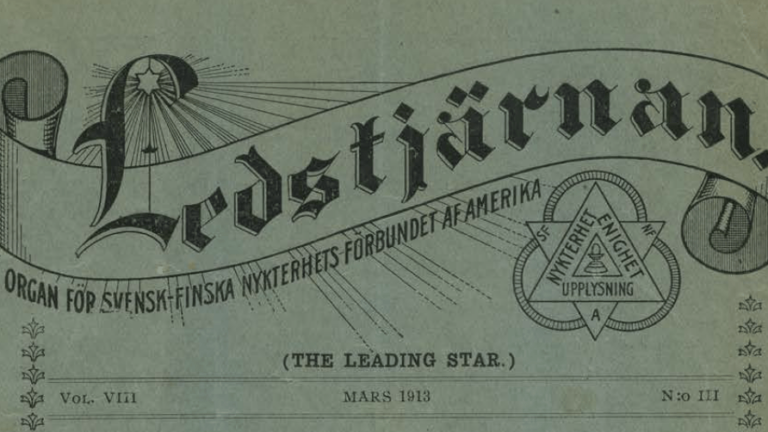 Ledstjärnan.
ORGAN FÖR SVENSK-FINSKA NYKTERHETS FÖRBUNDET AF AMERIKA
SF
NF
NYKTERHET
ENIGHET
UPPLYSNING
A
(THE LEADING STAR.)
VOL. VIII MARS 1913 N:o III